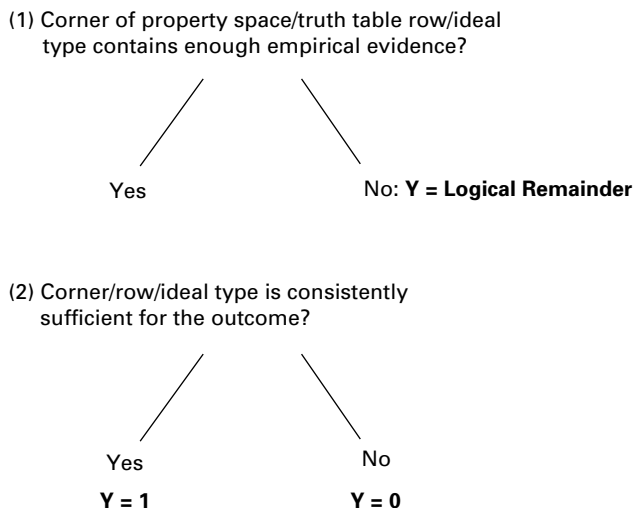 (1) Corner of property space/truth table row/ideal
type contains enough empirical evidence?
Yes
No: Y = Logical Remainder
(2) Corner/row/ideal type is consistently
sufficient for the outcome?
Yes
No
Y = 1
Y = 0